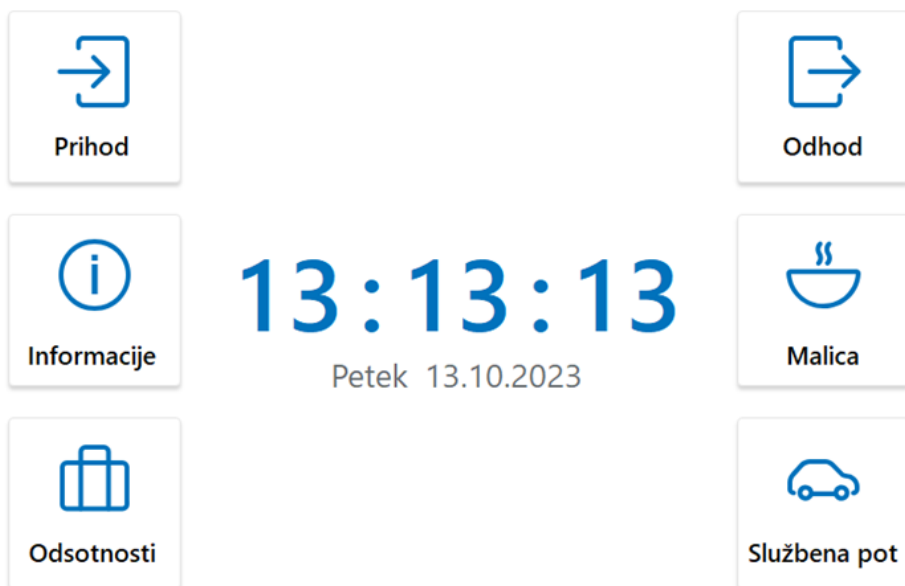 Prihod
Odhod
Informacije
13:13:13
Petek 13.10.2023
Malica
Odsotnosti
Službena pot